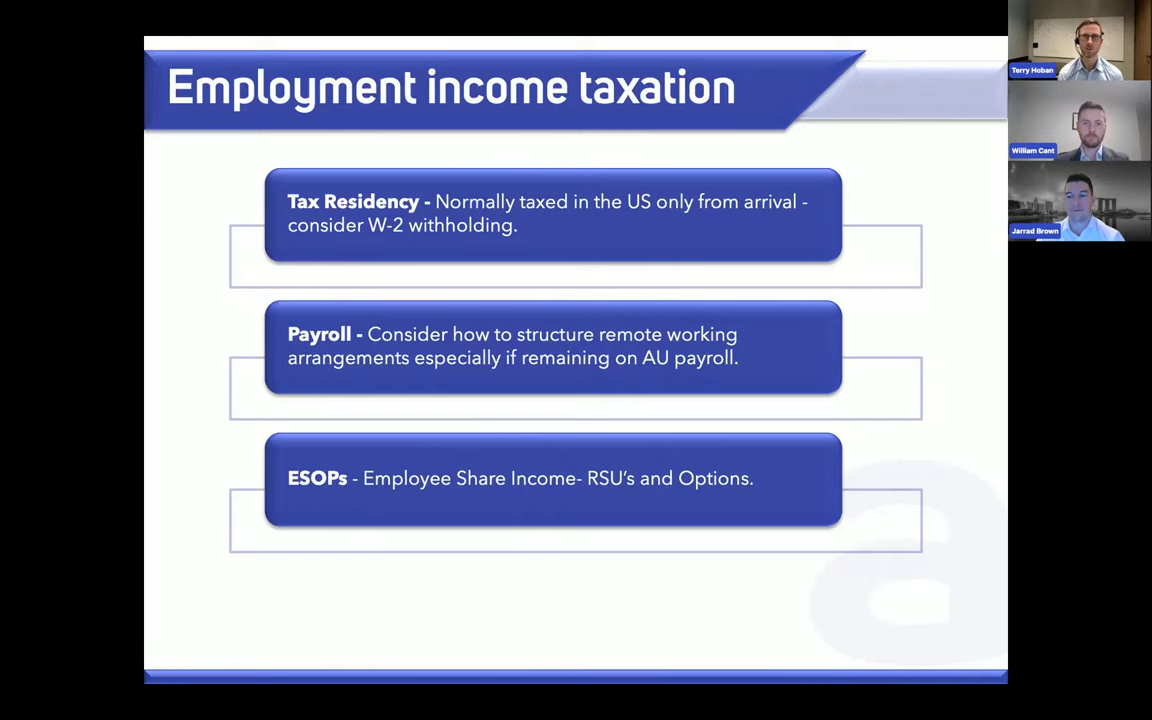 Employment income taxation
Tax Residency - Normally taxed in the US only from arrival -
consider W-2 withholding.
Payroll - Consider how to structure remote working
arrangements especially if remaining on AU payroll.
ESOPs - Employee Share Income- RSU's and Options.
Terry Hoban
William Cant
Jarrad Brown